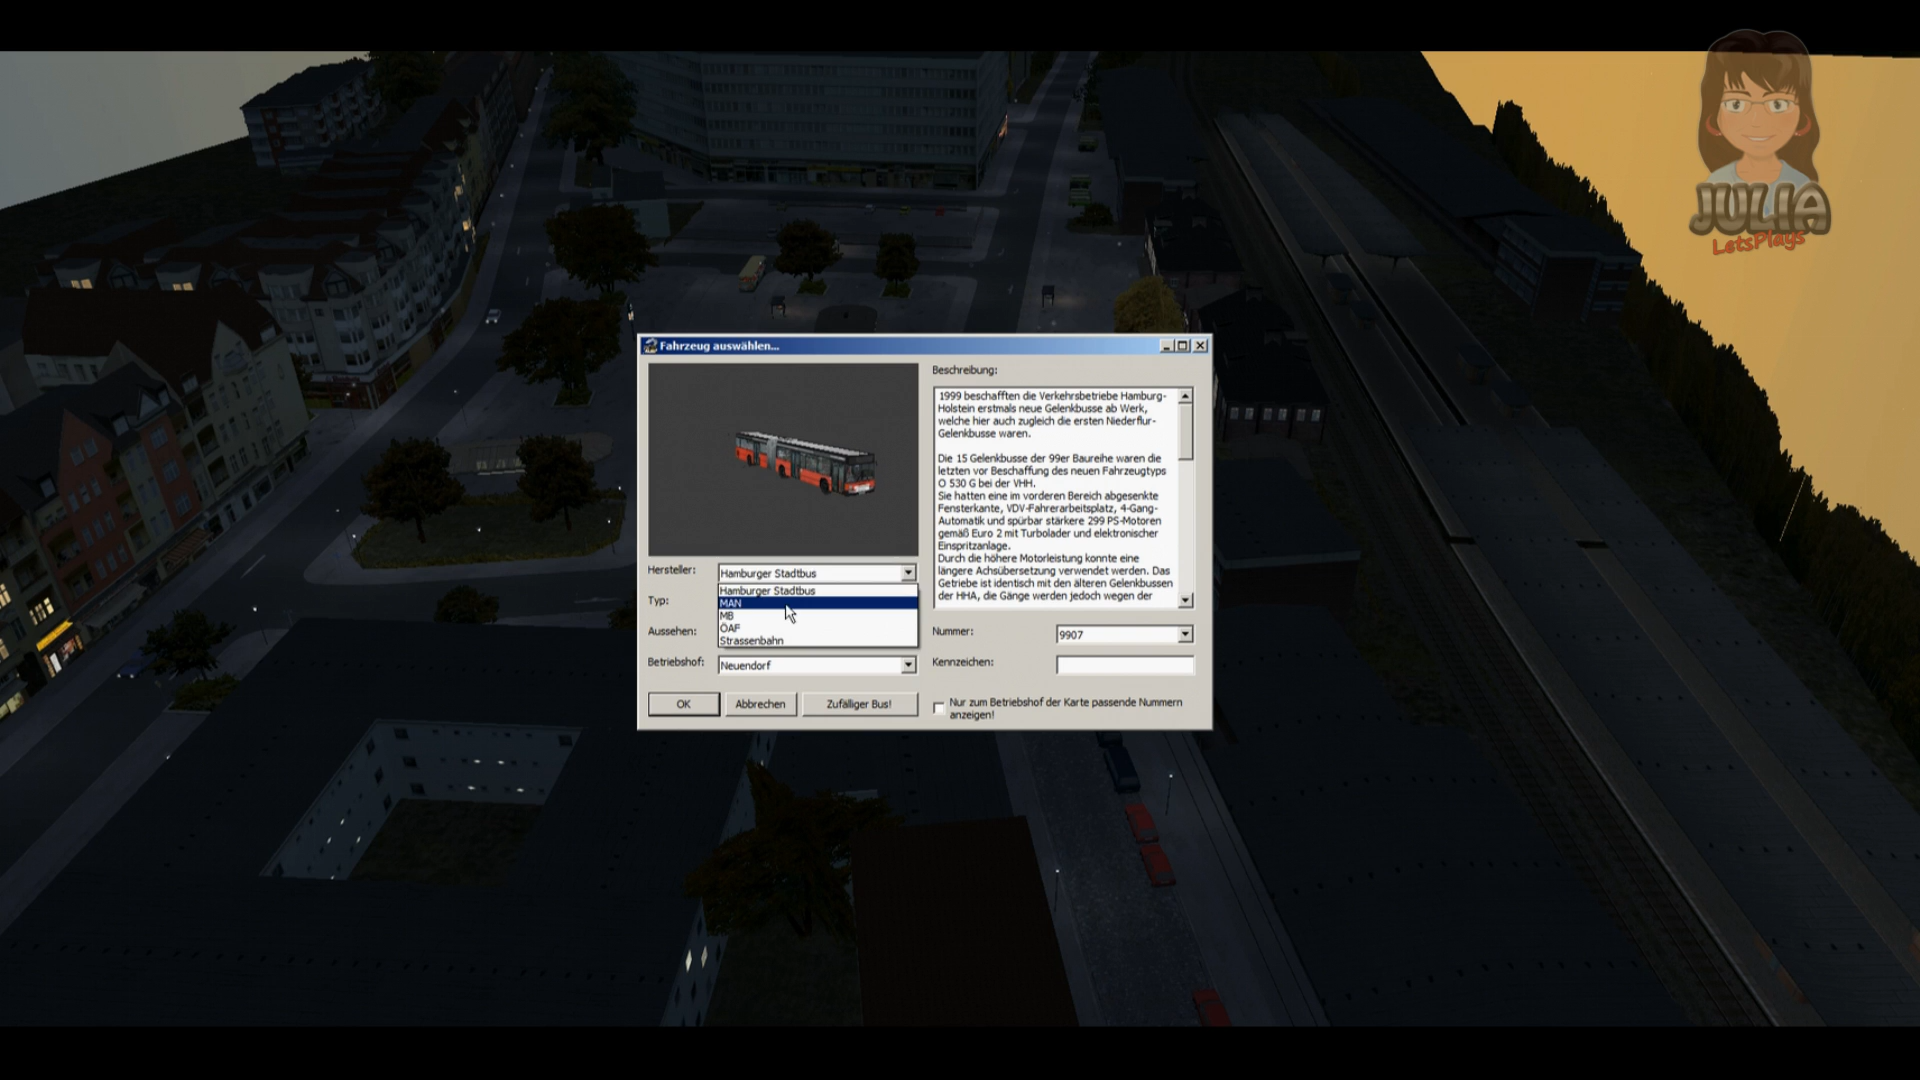 JULIA
LetsPlays
Fahrzeug auswählen...
Beschreibung:
1999 beschafften die Verkehrsbetriebe Hamburg-
Holstein erstmals neue Gelenkbusse ab Werk,
welche hier auch zugleich die ersten Niederflur-
Gelenkbusse waren.
Die 15 Gelenkbusse der 99er Baureihe waren die
letzten vor Beschaffung des neuen Fahrzeugtyps
O 530 G bei der VHH.
Sie hatten eine im vorderen Bereich abgesenkte
Fensterkante, VDV-Fahrerarbeitsplatz, 4-Gang-
Automatik und spürbar stärkere 299 PS-Motoren
gemäß Euro 2 mit Turbolader und elektronischer
Einspritzanlage.
Durch die höhere Motorleistung konnte eine
längere Achsübersetzung verwendet werden. Das
Getriebe ist identisch mit den älteren Gelenkbussen
der HHA, die Gänge werden jedoch wegen der
Hersteller:
Hamburger Stadtbus
Hamburger Stadtbus
MAN
MB
ÖAF
Strassenbahn
Typ:
Aussehen:
Betriebshof:
Neuendorf
Nummer:
9907
Kennzeichen:
OK
Abbrechen
Zufälliger Bus!
Nur zum Betriebshof der Karte passende Nummern
anzeigen!